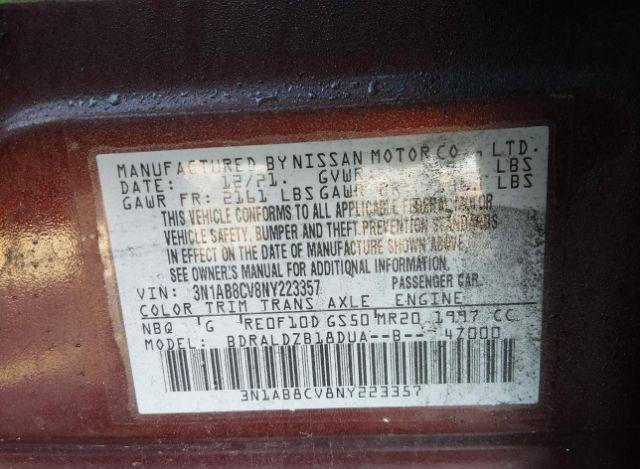 MANUFACTURED BY NISSAN MOTOR CO., LTD.
DATE: 12/21. GVWR LBS
GAWR FR: 2161 LBS GAWR RR LBS
THIS VEHICLE CONFORMS TO ALL APPLICABLE FEDERAL MOTOR
VEHICLE SAFETY, BUMPER AND THEFT PREVENTION STANDARDS
IN EFFECT ON THE DATE OF MANUFACTURE SHOWN ABOVE.
SEE OWNER'S MANUAL FOR ADDITIONAL INFORMATION.
VIN: 3N1AB8CV8NY223357 PASSENGER CAR
COLOR TRIM TRANS AXLE ENGINE
NBQ G RE0F10D GS50 MR20 1997 CC
MODEL: BDRALDZB18DUA--B-- 47000
3N1AB8CV8NY223357